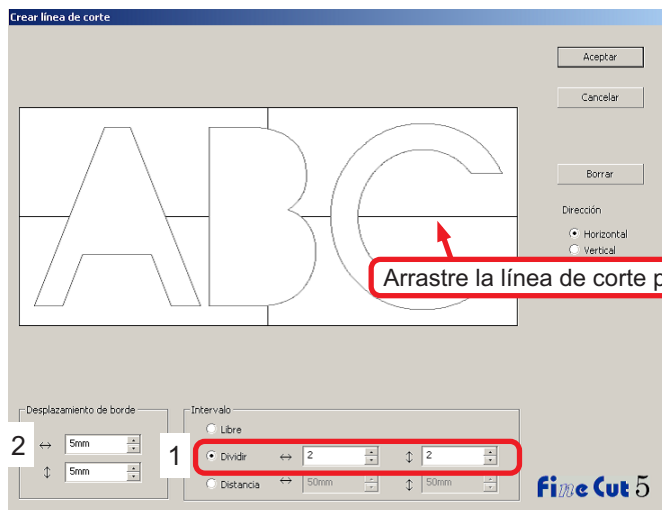 Crear línea de corte
Aceptar
Cancelar
Borrar
Dirección
Horizontal
Vertical
ABC
Arrastre la línea de corte p
Desplazamiento de borde
2
↔ 5mm
↕ 5mm
Intervalo
Libre
1
Dividir ↔ 2 ↕ 2
Distancia ↔ 50mm ↕ 50mm
Fine Cut 5